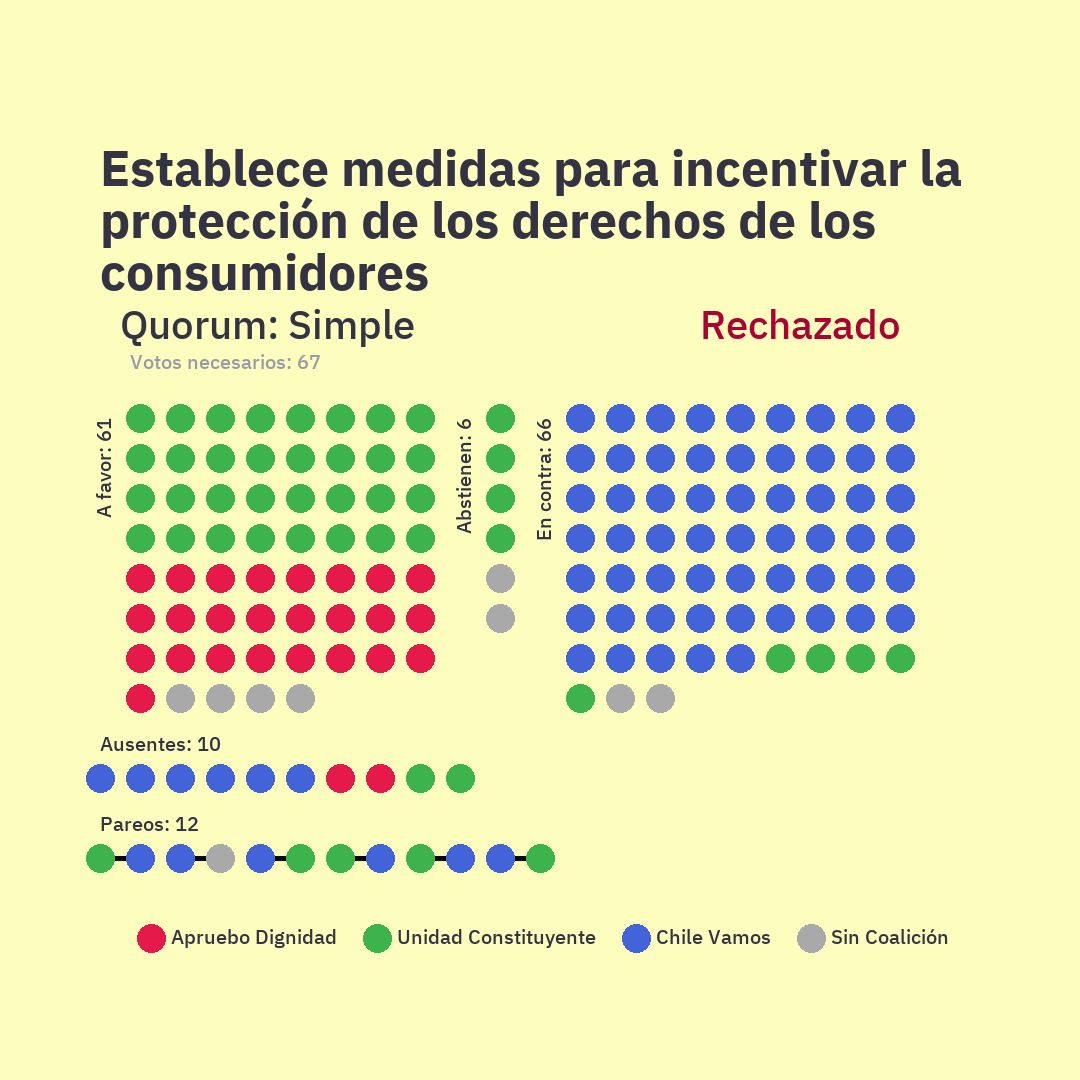 Establece medidas para incentivar la
protección de los derechos de los
consumidores
Quorum: Simple
Rechazado
Votos necesarios: 67
A favor: 61
Abstienen: 6
En contra: 66
Ausentes: 10
Pareos: 12
Apruebo Dignidad
Unidad Constituyente
Chile Vamos
Sin Coalición